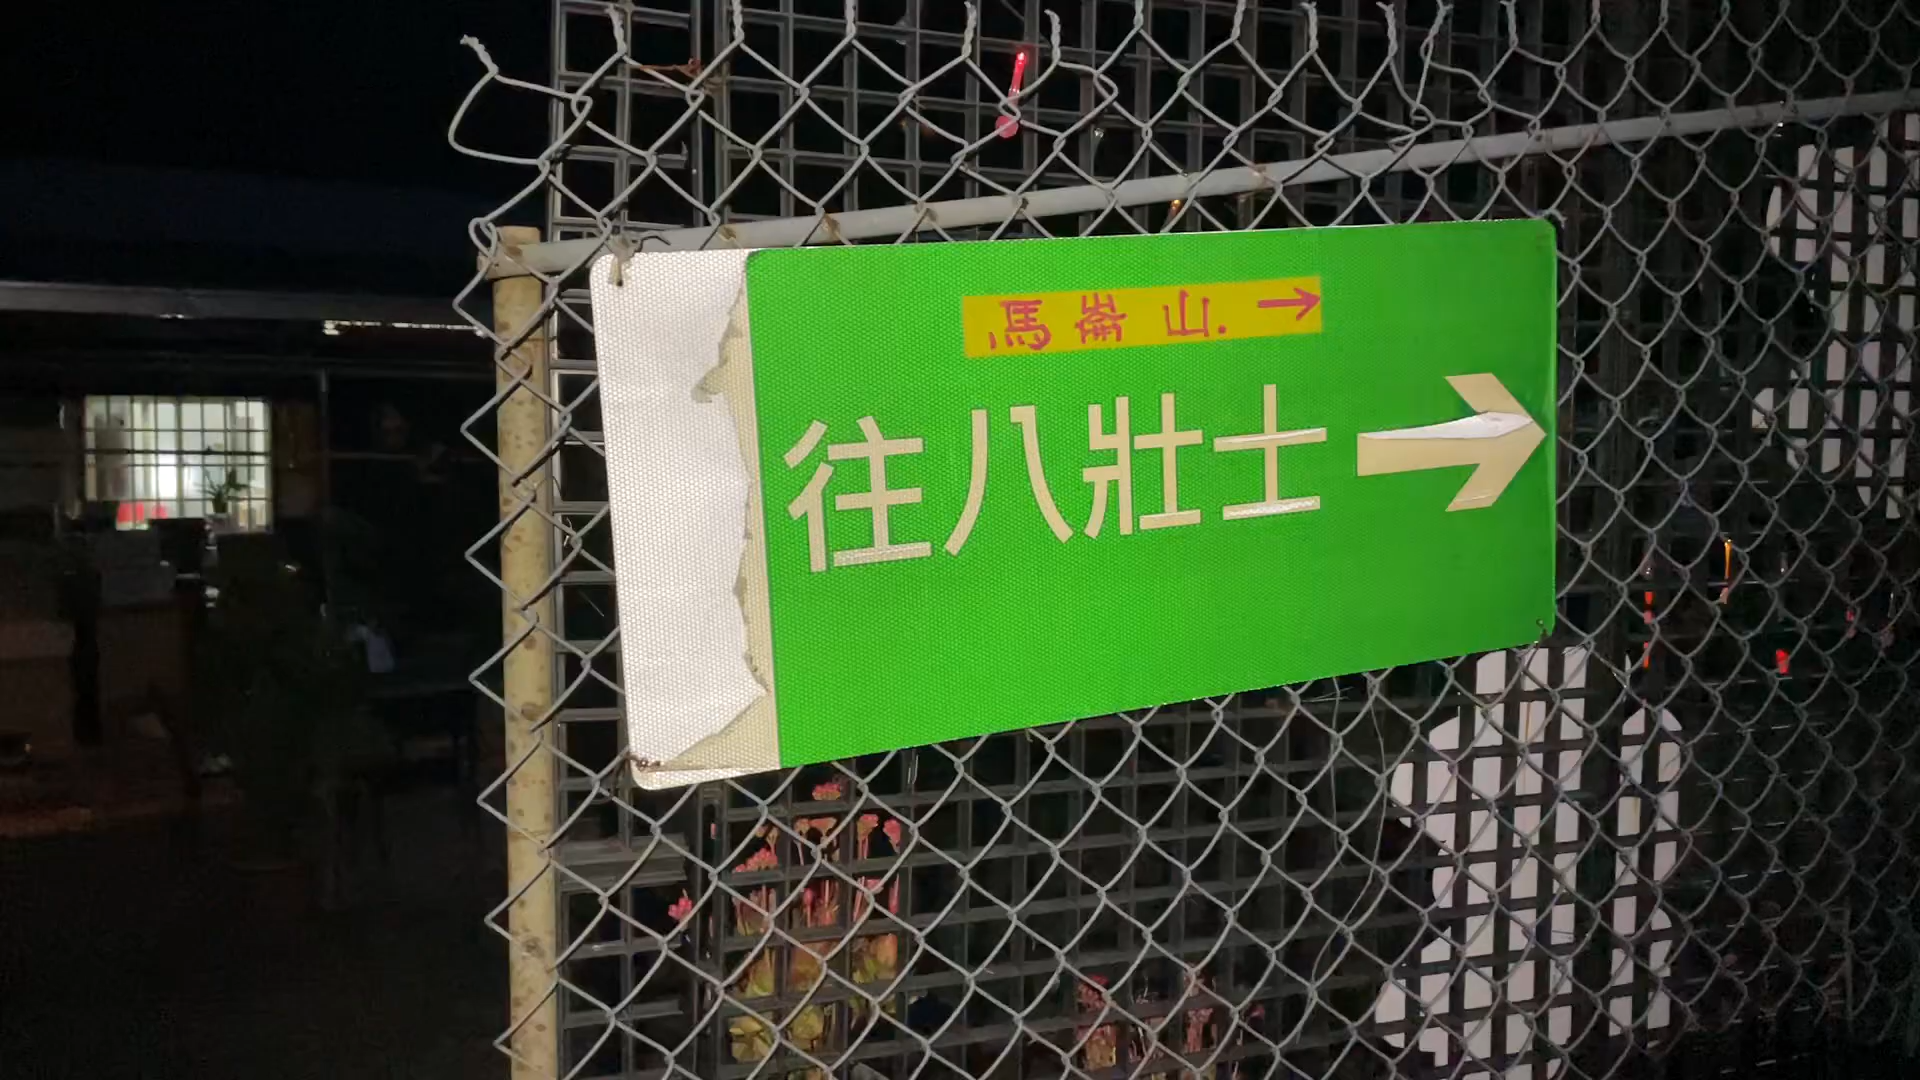 馬崙山. →
往八壯士 →